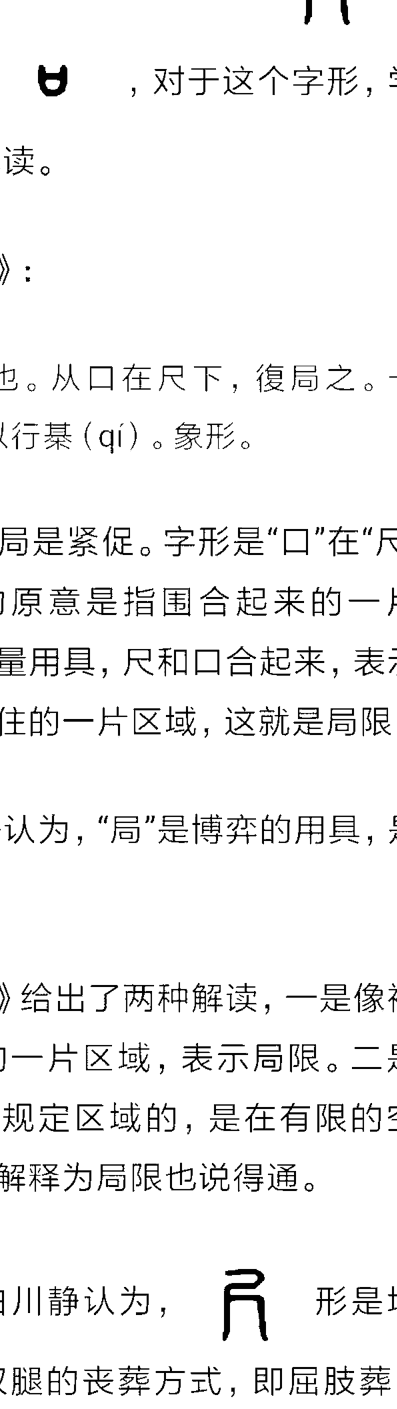 ，对于这个字形，
读。
》：
也。从口在尺下，復局之。一
行棊（qí）。象形。
局是紧促。字形是“口”在“尺
原意是指围合起来的一片
量用具，尺和口合起来，表示
住的一片区域，这就是局限
认为，“局”是博弈的用具，是
》给出了两种解读，一是像
一片区域，表示局限。二是
规定区域的，是在有限的空
解释为局限也说得通。
川静认为， 形是
腿的丧葬方式，即屈肢葬